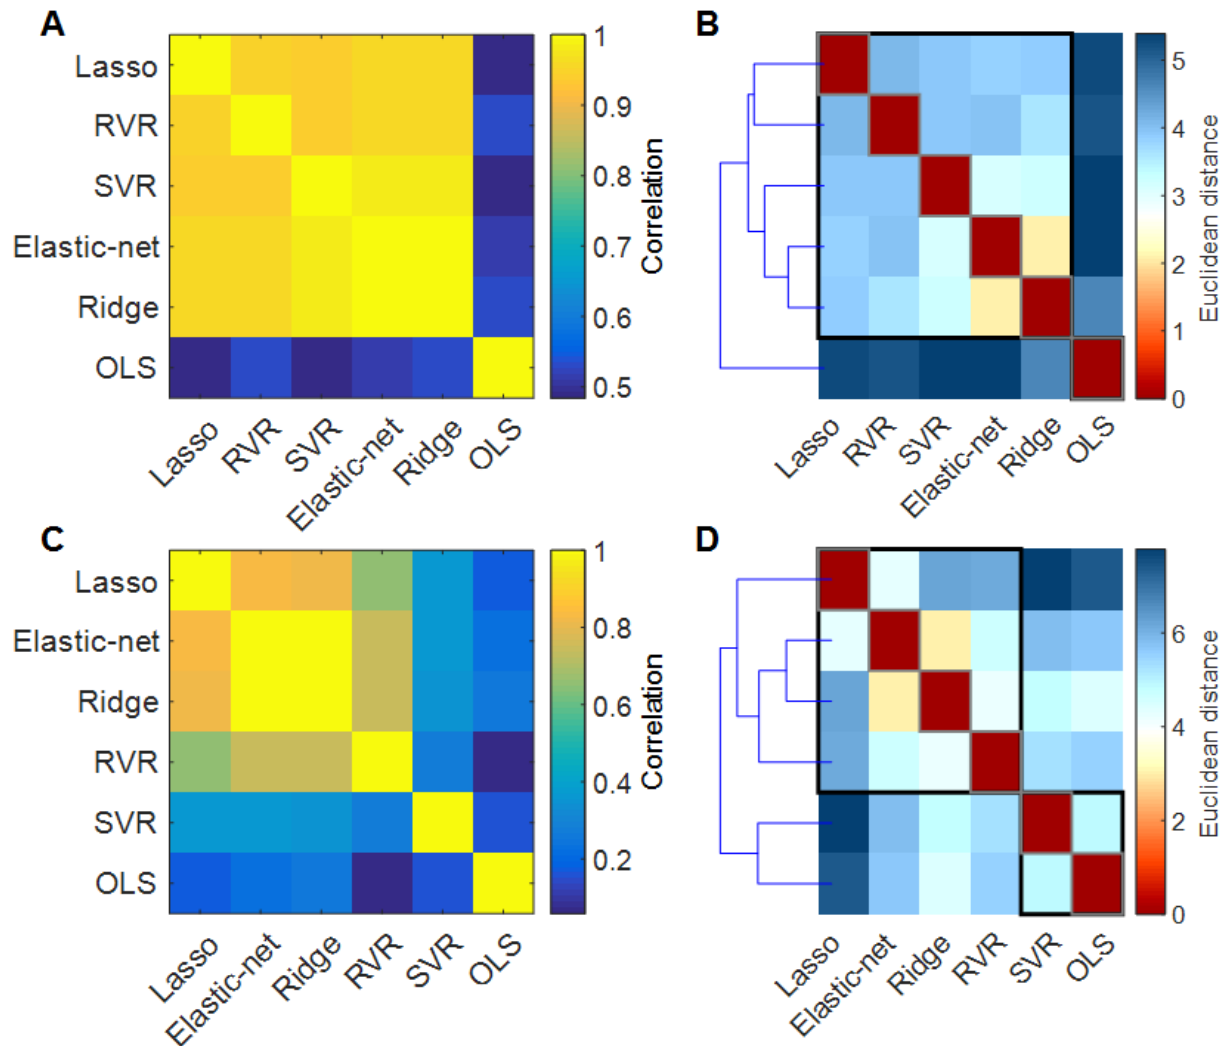 A
Lasso
RVR
SVR
Elastic-net
Ridge
OLS
Lasso
RVR
SVR
Elastic-net
Ridge
OLS
1
0.9
0.8
0.7
0.6
0.5
Correlation
B
Lasso
RVR
SVR
Elastic-net
Ridge
OLS
5
4
3
2
1
0
Euclidean distance
C
Lasso
Elastic-net
Ridge
RVR
SVR
OLS
Lasso
Elastic-net
Ridge
RVR
SVR
OLS
1
0.8
0.6
0.4
0.2
Correlation
D
Lasso
Elastic-net
Ridge
RVR
SVR
OLS
6
4
2
0
Euclidean distance